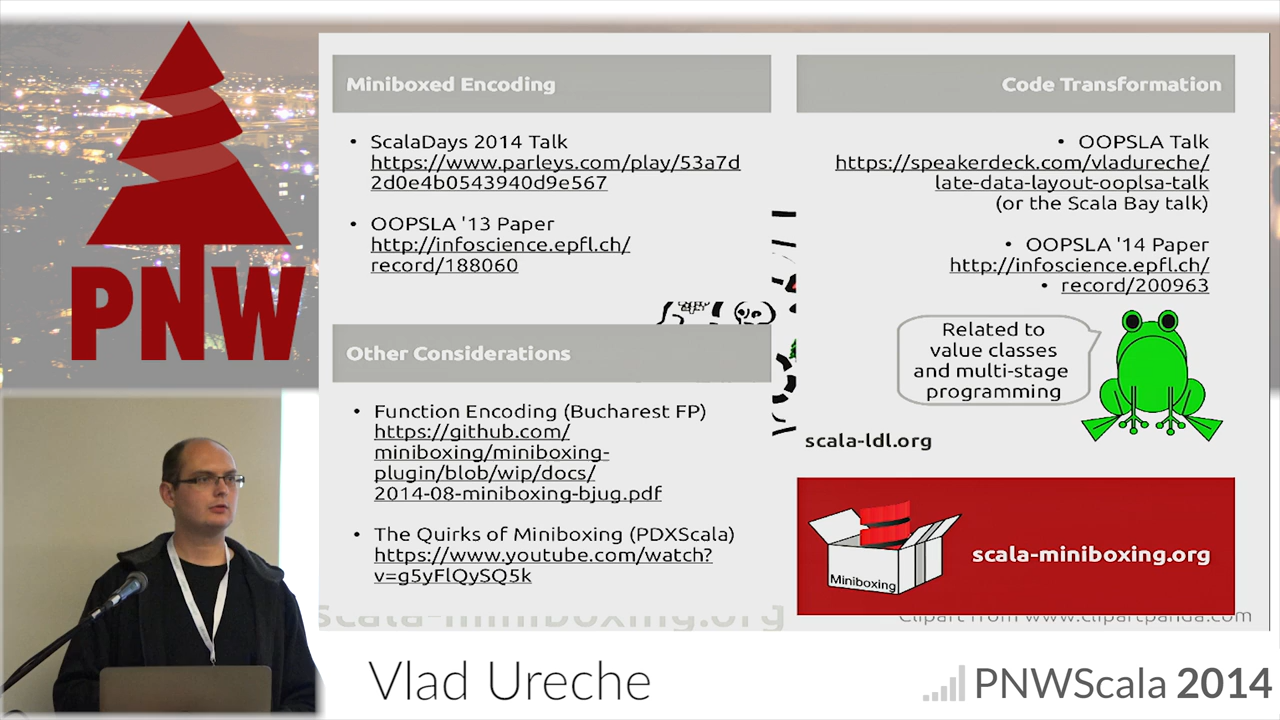 PNW
Miniboxed Encoding
• ScalaDays 2014 Talk
https://www.parleys.com/play/53a7d
2d0e4b0543940d9e567
• OOPSLA '13 Paper
http://infoscience.epfl.ch/
record/188060
Other Considerations
• Function Encoding (Bucharest FP)
https://github.com/
miniboxing/miniboxing-
plugin/blob/wip/docs/
2014-08-miniboxing-bjug.pdf
• The Quirks of Miniboxing (PDXScala)
https://www.youtube.com/watch?
v=g5yFlQySQ5k
scala-miniboxing.org
Code Transformation
• OOPSLA Talk
https://speakerdeck.com/vladureche/
late-data-layout-ooplsa-talk
(or the Scala Bay talk)
• OOPSLA '14 Paper
http://infoscience.epfl.ch/
• record/200963
Related to
value classes
and multi-stage
programming
scala-ldl.org
Miniboxing
scala-miniboxing.org
Clipart from www.clipartpanda.com
Vlad Ureche
PNWScala 2014